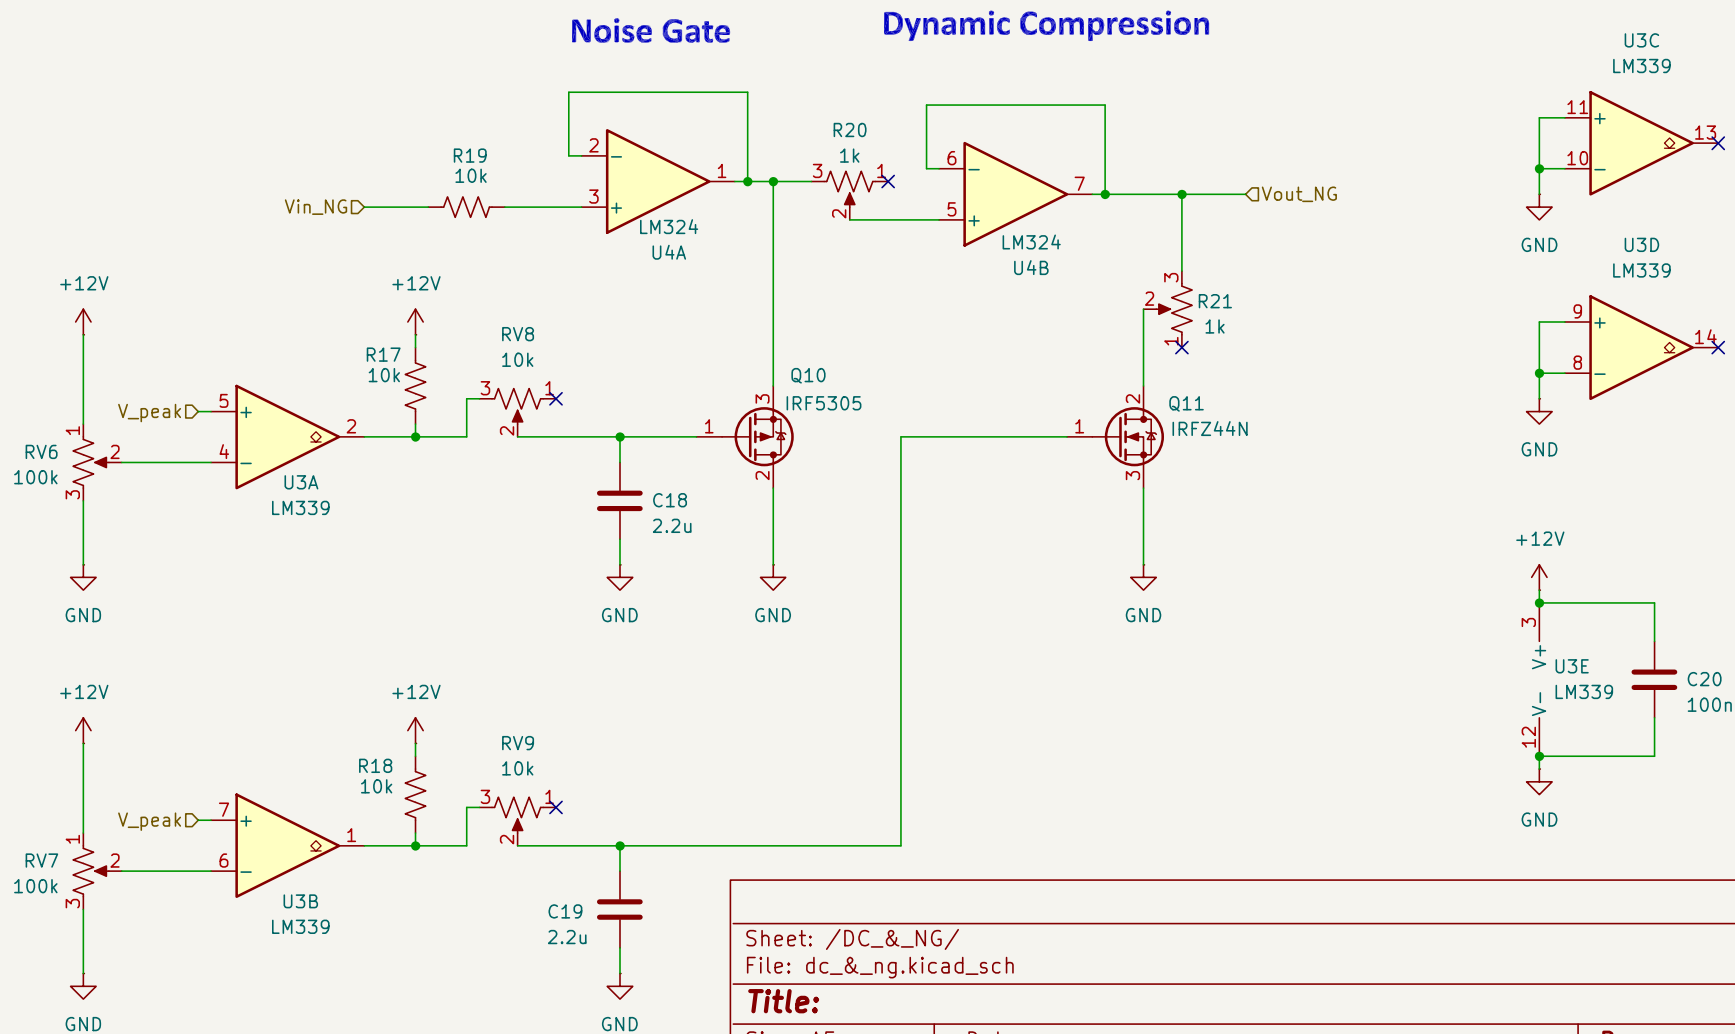 Noise Gate
Dynamic Compression
U3C
LM339
11
10
13
GND
R20
1k
3
1
2
6
5
7
LM324
U4B
Vout_NG
R19
10k
Vin_NG
2
3
1
LM324
U4A
U3D
LM339
9
8
14
GND
+12V
+12V
R17
10k
RV8
10k
3
1
2
V_peak
5
4
2
U3A
LM339
RV6
100k
1
2
3
GND
C18
2.2u
GND
Q10
IRF5305
3
1
2
GND
3
2
R21
1k
1
Q11
IRFZ44N
2
1
3
GND
+12V
3
V+
U3E
LM339
V-
12
C20
100n
GND
+12V
+12V
R18
10k
RV9
10k
3
1
2
V_peak
7
6
1
U3B
LM339
RV7
100k
1
2
3
GND
C19
2.2u
GND
Sheet: /DC_&_NG/
File: dc_&_ng.kicad_sch
Title: